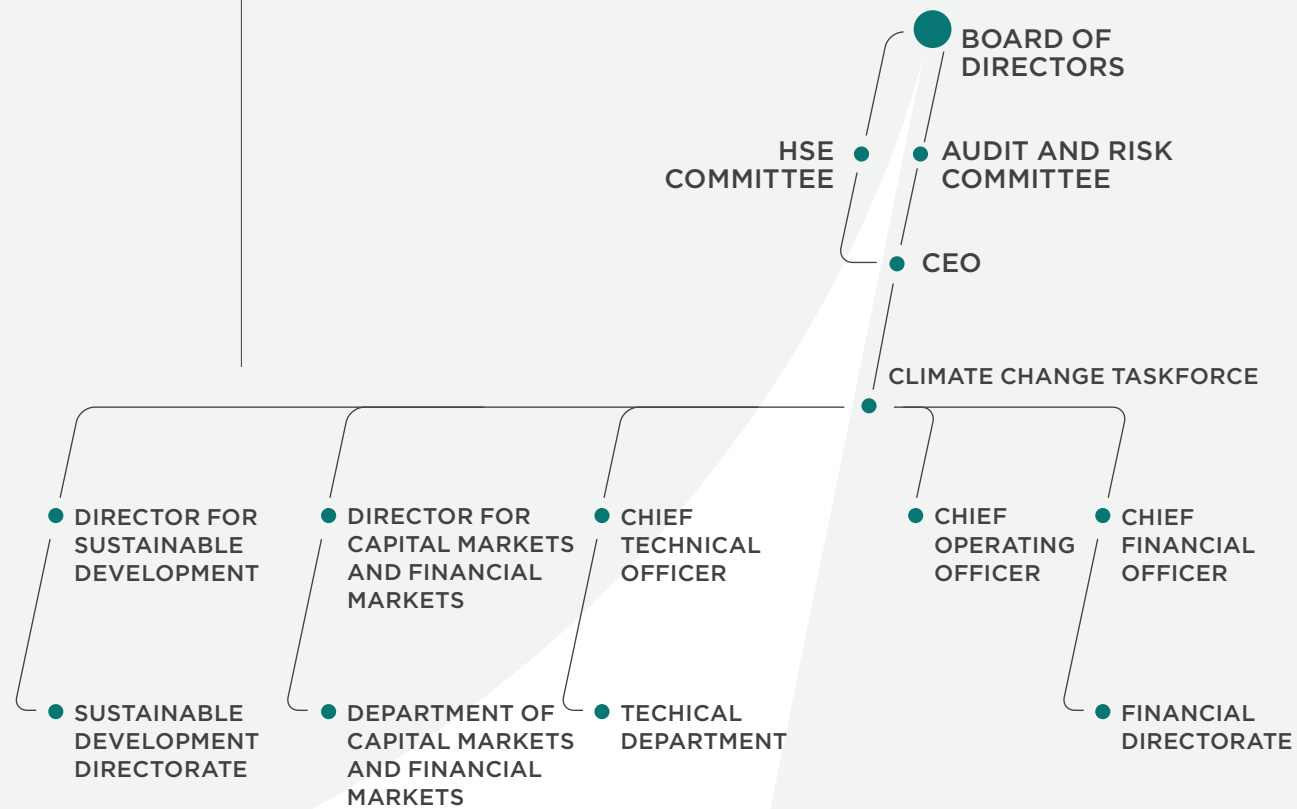 BOARD OF
DIRECTORS
HSE
COMMITTEE
AUDIT AND RISK
COMMITTEE
CEO
CLIMATE CHANGE TASKFORCE
DIRECTOR FOR
SUSTAINABLE
DEVELOPMENT
DIRECTOR FOR
CAPITAL MARKETS
AND FINANCIAL
MARKETS
CHIEF
TECHNICAL
OFFICER
CHIEF
OPERATING
OFFICER
CHIEF
FINANCIAL
OFFICER
SUSTAINABLE
DEVELOPMENT
DIRECTORATE
DEPARTMENT OF
CAPITAL MARKETS
AND FINANCIAL
MARKETS
TECHICAL
DEPARTMENT
FINANCIAL
DIRECTORATE